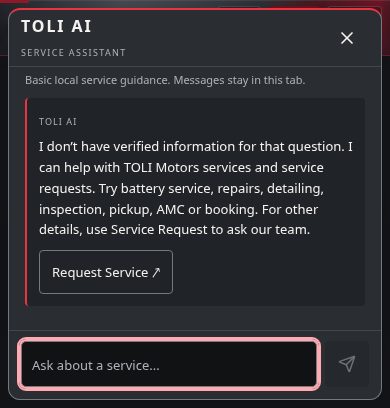 TOLI AI
SERVICE ASSISTANT
Basic local service guidance. Messages stay in this tab.
TOLI AI
I don’t have verified information for that question. I
can help with TOLI Motors services and service
requests. Try battery service, repairs, detailing,
inspection, pickup, AMC or booking. For other
details, use Service Request to ask our team.
Request Service ↗
Ask about a service...